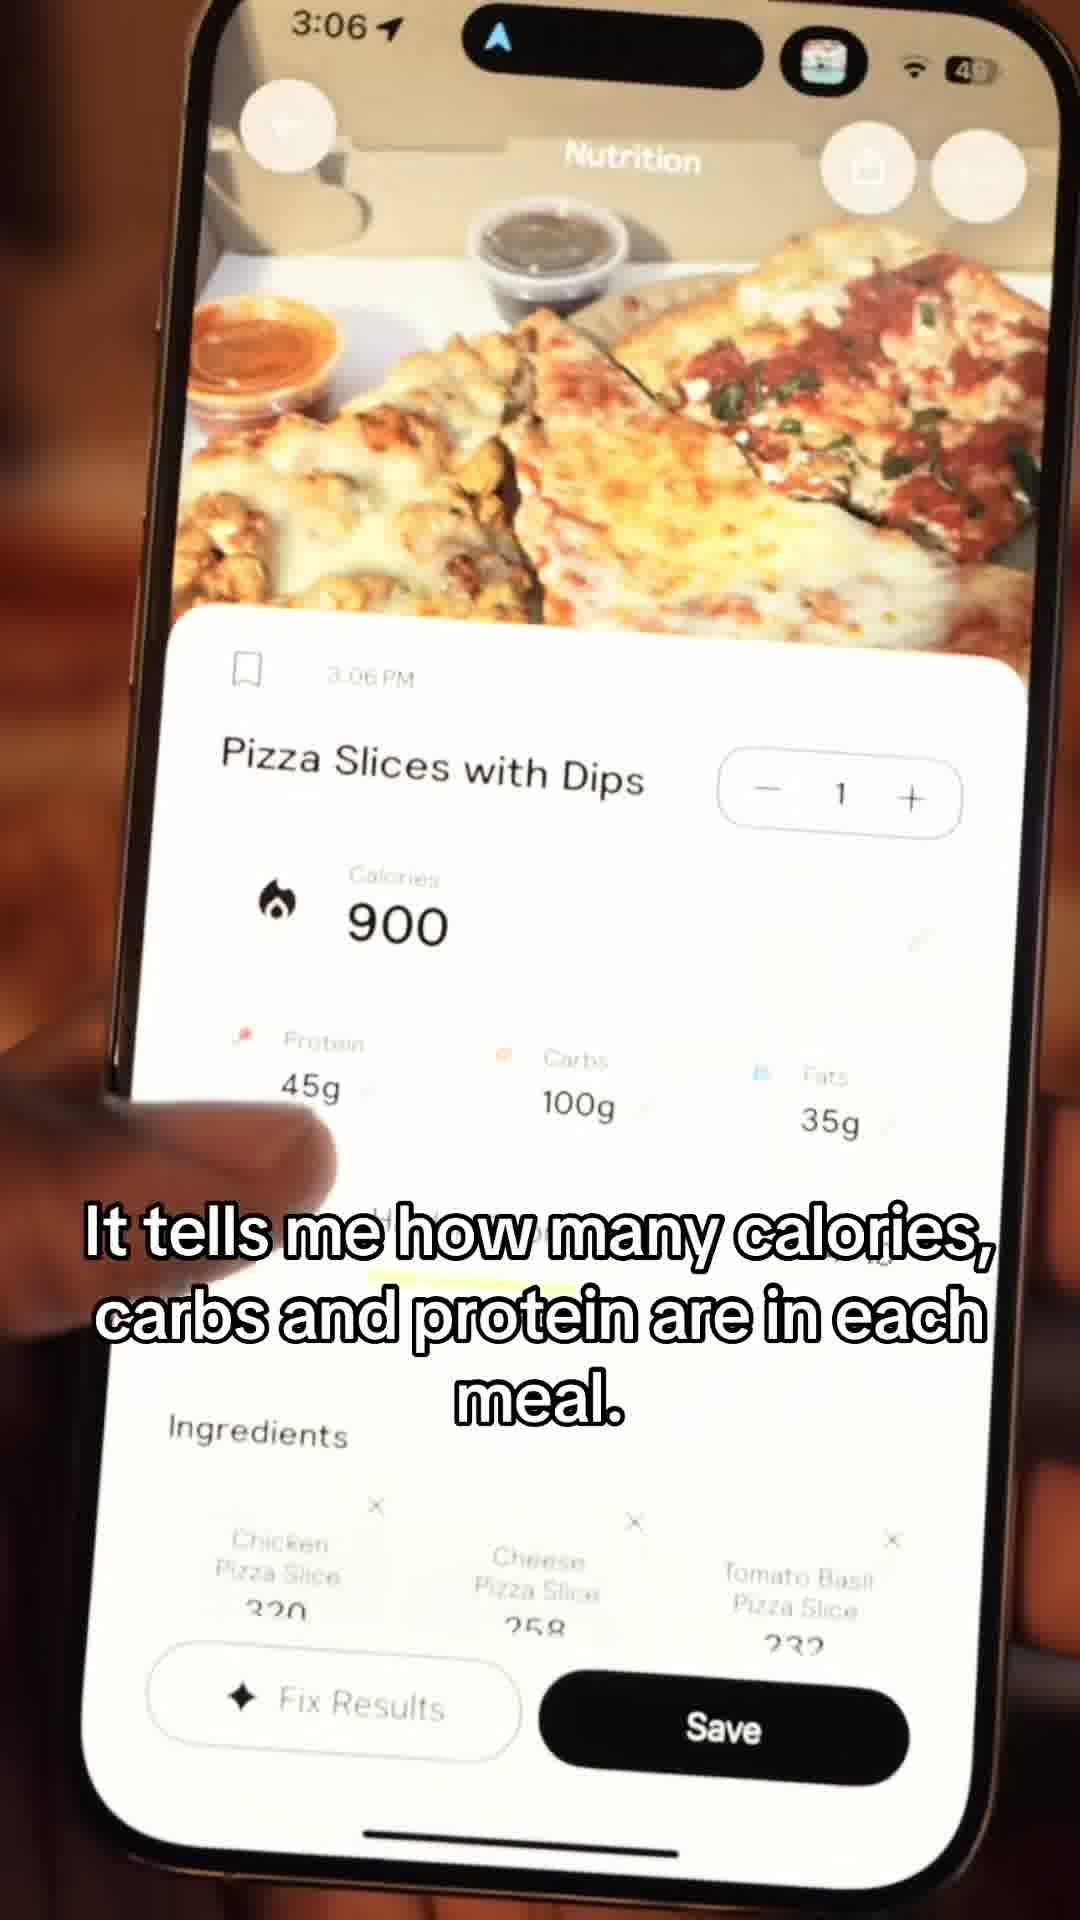 3:06
Nutrition
3:06 PM
Pizza Slices with Dips
1
Calories
900
Protein
Carbs
Fats
45g
100g
35g
It tells me how many calories,
carbs and protein are in each
meal.
Ingredients
Chicken
Pizza Slice
320
Cheese
Pizza Slice
258
Tomato Basil
Pizza Slice
232
Fix Results
Save